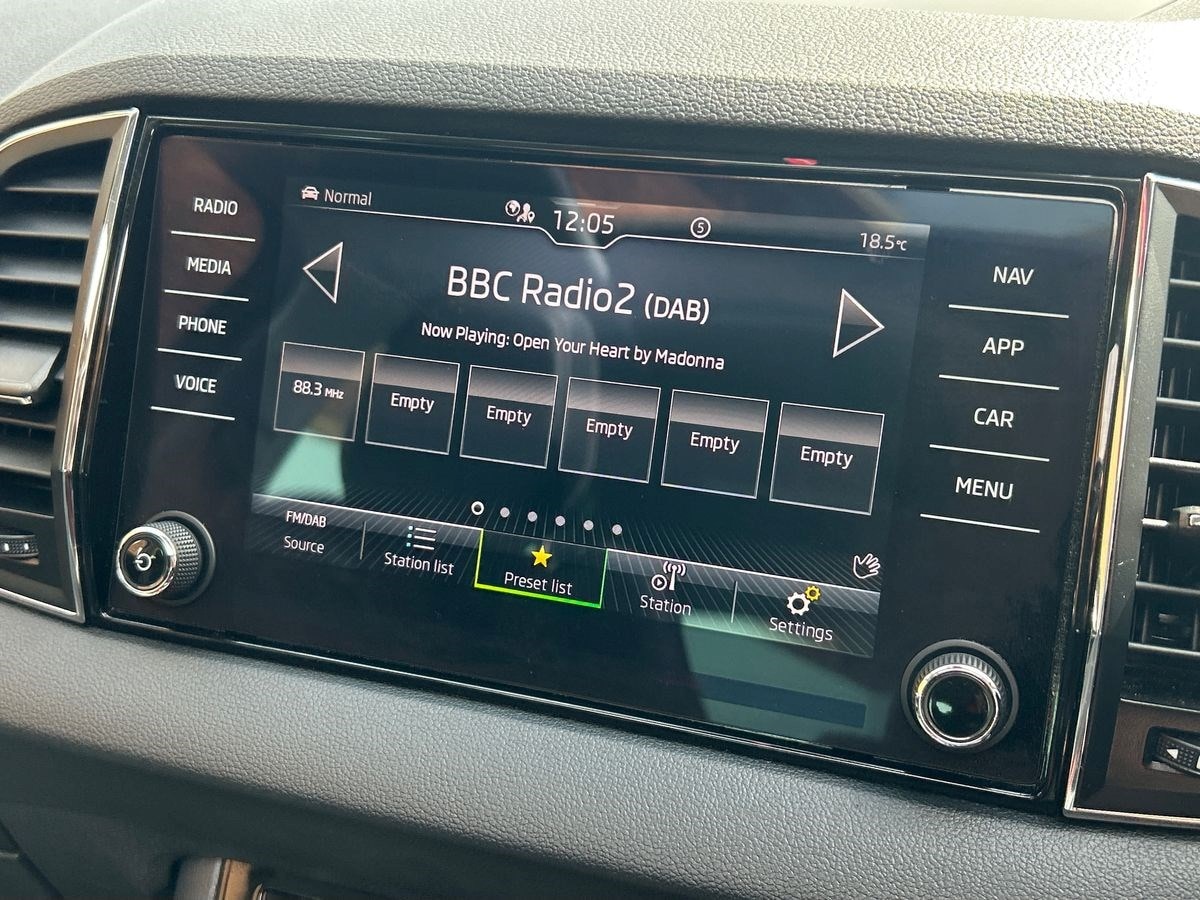 RADIO
MEDIA
PHONE
VOICE
Normal
12:05
5
18.5°C
BBC Radio2 (DAB)
Now Playing: Open Your Heart by Madonna
88.3 MHz
Empty
Empty
Empty
Empty
Empty
FM/DAB
Source
Station list
Preset list
Station
Settings
NAV
APP
CAR
MENU